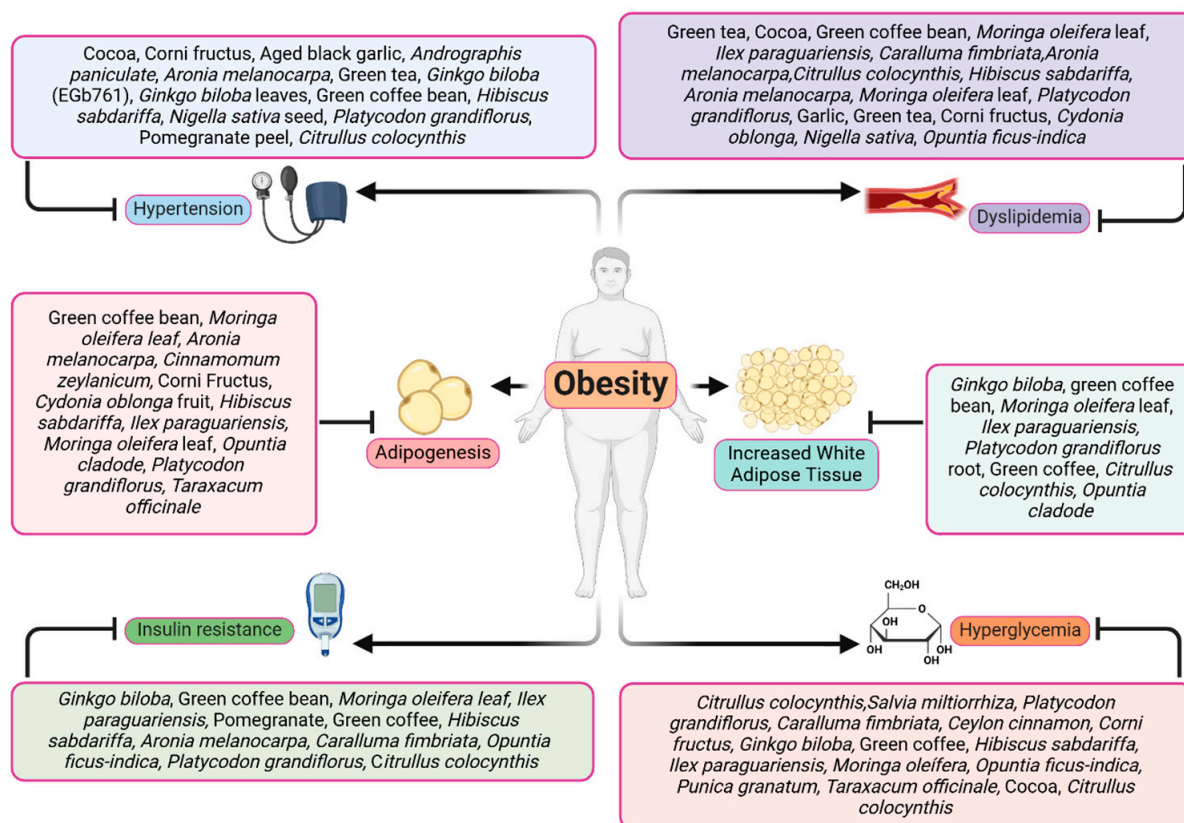 Cocoa, Corni fructus, Aged black garlic, Andrographis
paniculate, Aronia melanocarpa, Green tea, Ginkgo biloba
(EGb761), Ginkgo biloba leaves, Green coffee bean, Hibiscus
sabdariffa, Nigella sativa seed, Platycodon grandiflorus,
Pomegranate peel, Citrullus colocynthis
Green tea, Cocoa, Green coffee bean, Moringa oleifera leaf,
Ilex paraguariensis, Caralluma fimbriata,Aronia
melanocarpa,Citrullus colocynthis, Hibiscus sabdariffa,
Aronia melanocarpa, Moringa oleifera leaf, Platycodon
grandiflorus, Garlic, Green tea, Corni fructus, Cydonia
oblonga, Nigella sativa, Opuntia ficus-indica
Hypertension
Dyslipidemia
Green coffee bean, Moringa
oleifera leaf, Aronia
melanocarpa, Cinnamomum
zeylanicum, Corni Fructus,
Cydonia oblonga fruit, Hibiscus
sabdariffa, Ilex paraguariensis,
Moringa oleifera leaf, Opuntia
cladode, Platycodon
grandiflorus, Taraxacum
officinale
Adipogenesis
Obesity
Increased White
Adipose Tissue
Ginkgo biloba, green coffee
bean, Moringa oleifera leaf,
Ilex paraguariensis,
Platycodon grandiflorus
root, Green coffee, Citrullus
colocynthis, Opuntia
cladode
Insulin resistance
CH₂OH
O
OH
OH
OH
OH
Hyperglycemia
Ginkgo biloba, Green coffee bean, Moringa oleifera leaf, Ilex
paraguariensis, Pomegranate, Green coffee, Hibiscus
sabdariffa, Aronia melanocarpa, Caralluma fimbriata, Opuntia
ficus-indica, Platycodon grandiflorus, Citrullus colocynthis
Citrullus colocynthis,Salvia miltiorrhiza, Platycodon
grandiflorus, Caralluma fimbriata, Ceylon cinnamon, Corni
fructus, Ginkgo biloba, Green coffee, Hibiscus sabdariffa,
Ilex paraguariensis, Moringa oleífera, Opuntia ficus-indica,
Punica granatum, Taraxacum officinale, Cocoa, Citrullus
colocynthis